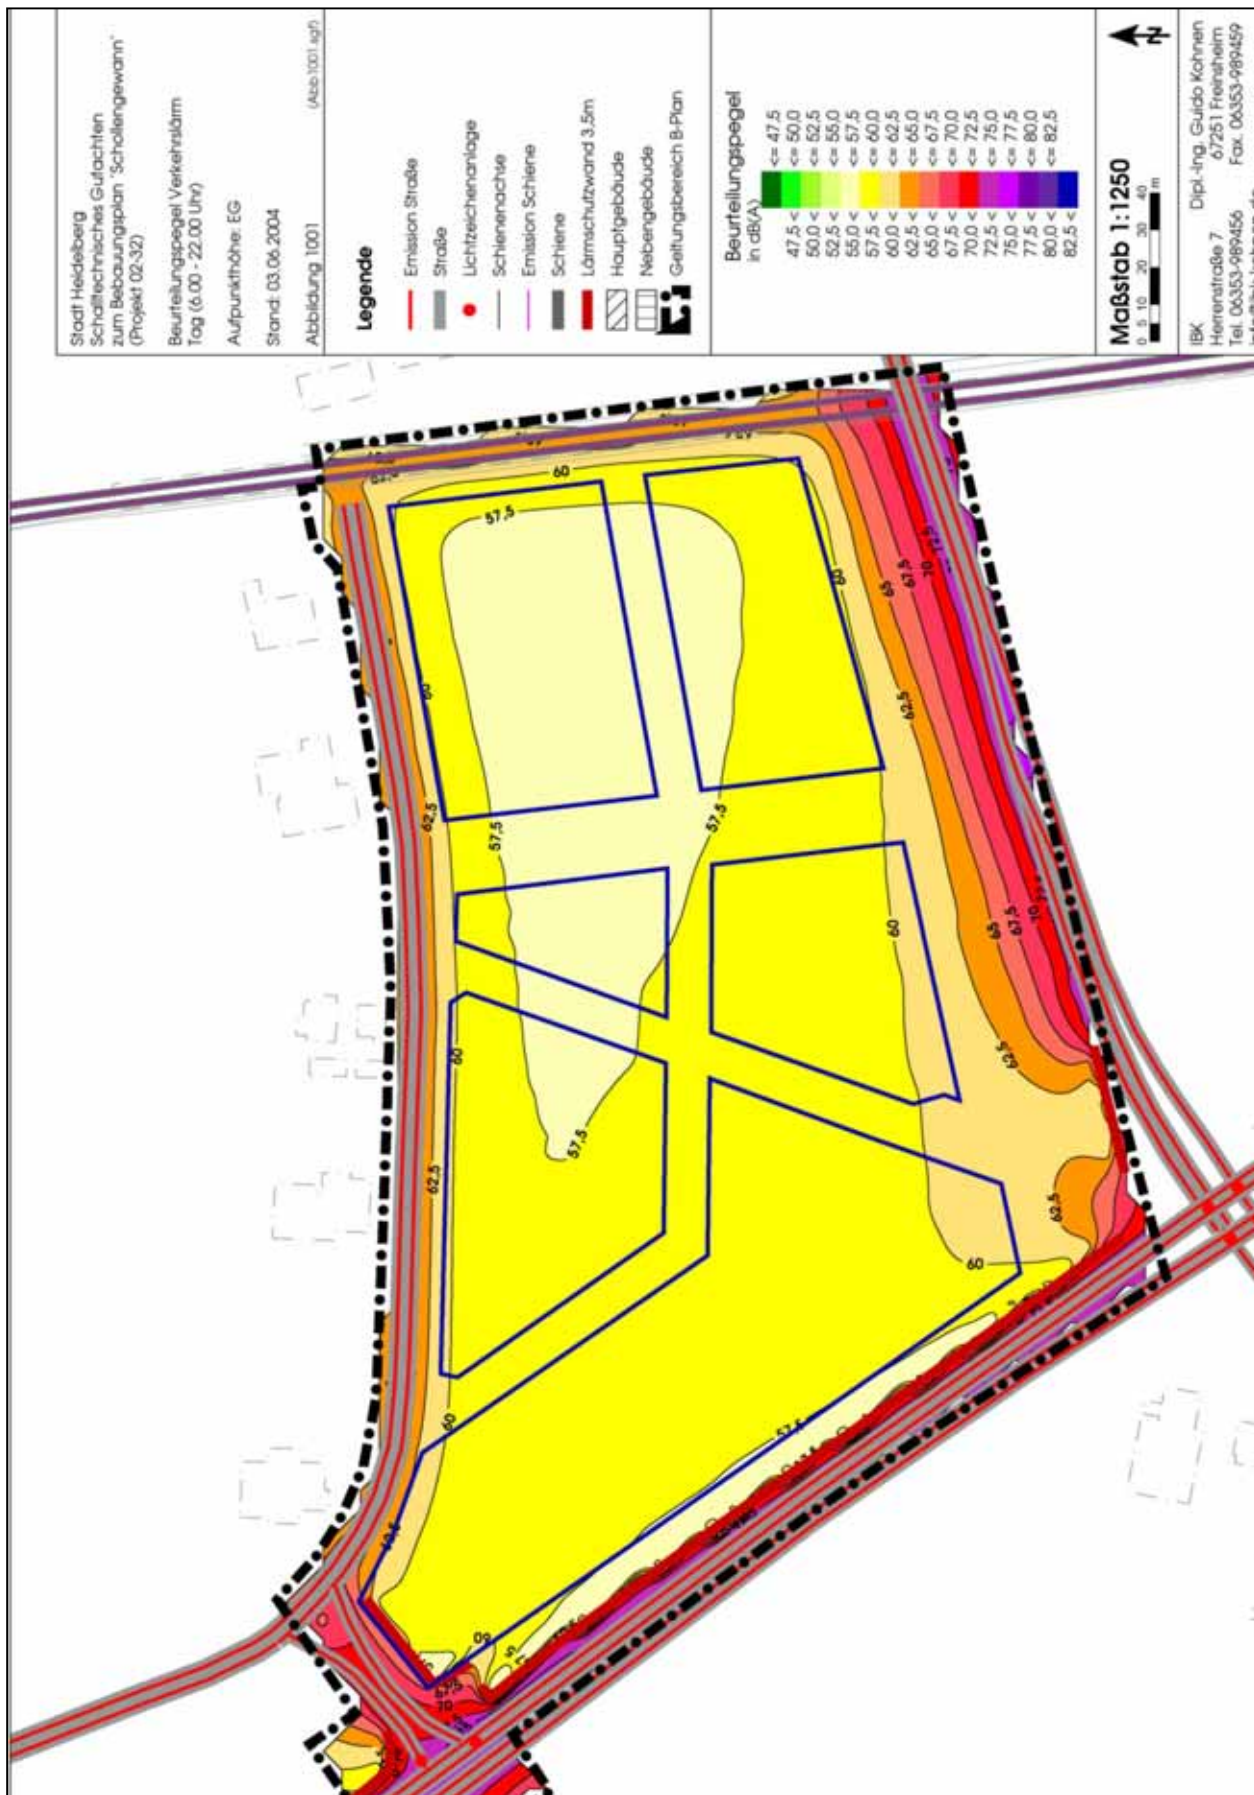 Stadt Heidelberg
Schalltechnisches Gutachten
zum Bebauungsplan "Schollengewann"
(Projekt 02-32)
Beurteilungspegel Verkehrslärm
Tag (6.00 - 22.00 Uhr)
Aufpunkthöhe: EG
Stand: 03.06.2004
Abbildung 1001
(Abb1001.sgf)
Legende
Emission Straße
Straße
Lichtzeichenanlage
Schienenachse
Emission Schiene
Schiene
Lärmschutzwand 3,5m
Hauptgebäude
Nebengebäude
Geltungsbereich B-Plan
Beurteilungspegel
in dB(A)
<= 47,5
47,5 < <= 50,0
50,0 < <= 52,5
52,5 < <= 55,0
55,0 < <= 57,5
57,5 < <= 60,0
60,0 < <= 62,5
62,5 < <= 65,0
65,0 < <= 67,5
67,5 < <= 70,0
70,0 < <= 72,5
72,5 < <= 75,0
75,0 < <= 77,5
77,5 < <= 80,0
80,0 < <= 82,5
82,5 <
Maßstab 1:1250
0 5 10 20 30 40 m
N
IBK Dipl.-Ing. Guido Kohnen
Herrenstraße 7 67251 Freinsheim
Tel. 06353-989456 Fax. 06353-989459
60
57,5
60
62,5
57,5
57,5
60
62,5
65
67,5
70
72,5
60
65
67,5
70
62,5
60
62,5
57,5
62,5
60
60
57,5
62,5
60
67,5
70